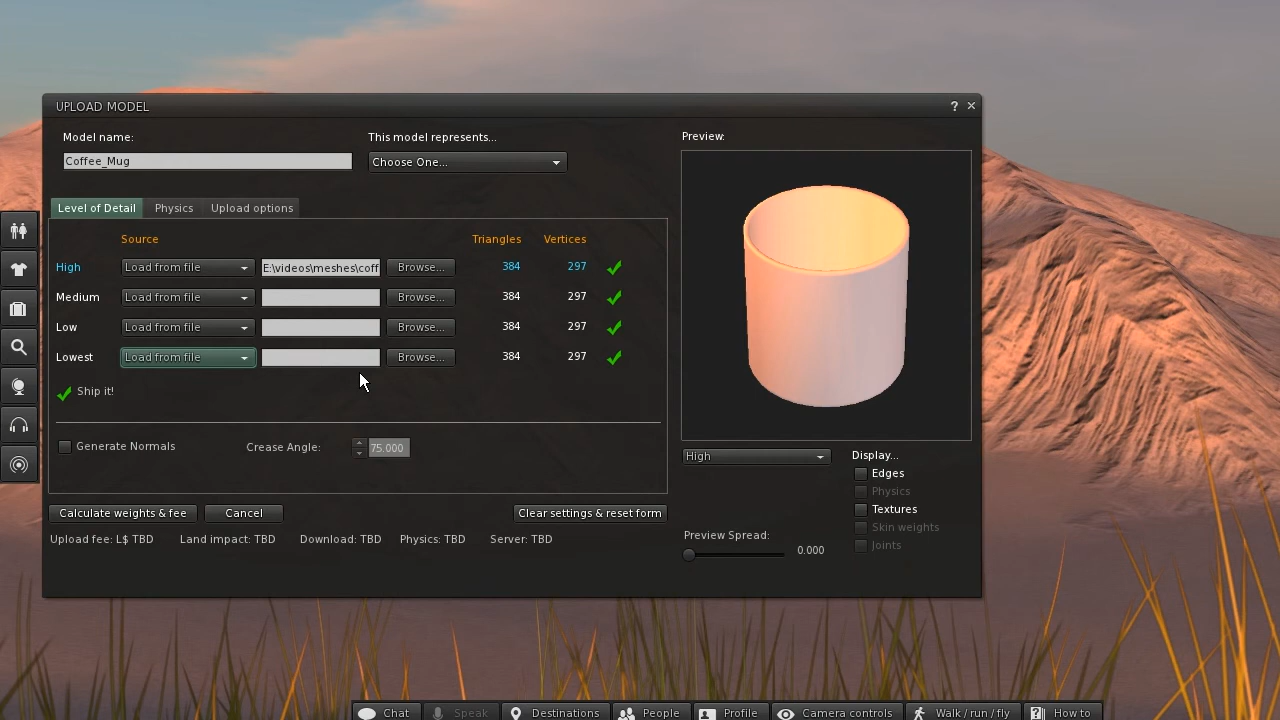 UPLOAD MODEL ? ×
Model name: This model represents... Preview:
Coffee_Mug Choose One...
Level of Detail Physics Upload options
Source Triangles Vertices
High Load from file E:\videos\meshes\coff Browse... 384 297
Medium Load from file Browse... 384 297
Low Load from file Browse... 384 297
Lowest Load from file Browse... 384 297
Ship it!
Generate Normals Crease Angle: 75.000
High Display...
Edges
Physics
Textures
Skin weights
Joints
Calculate weights & fee Cancel Clear settings & reset form
Upload fee: L$ TBD Land impact: TBD Download: TBD Physics: TBD Server: TBD
Preview Spread: 0.000
Chat Speak Destinations People Profile Camera controls Walk / run / fly How to